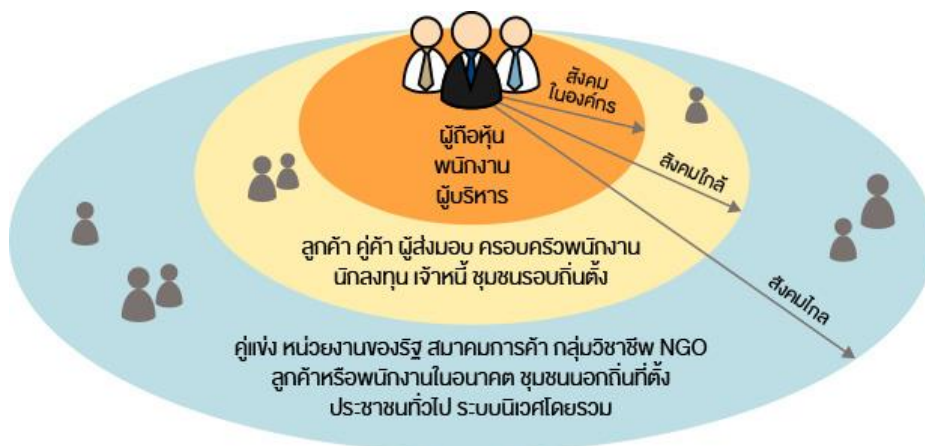 สังคม
ในองค์กร
ผู้ถือหุ้น
พนักงาน
ผู้บริหาร
สังคมใกล้
ลูกค้า คู่ค้า ผู้ส่งมอบ ครอบครัวพนักงาน
นักลงทุน เจ้าหนี้ ชุมชนรอบถิ่นตั้ง
สังคมไกล
คู่แข่ง หน่วยงานของรัฐ สมาคมการค้า กลุ่มวิชาชีพ NGO
ลูกค้าหรือพนักงานในอนาคต ชุมชนนอกถิ่นที่ตั้ง
ประชาชนทั่วไป ระบบนิเวศโดยรวม